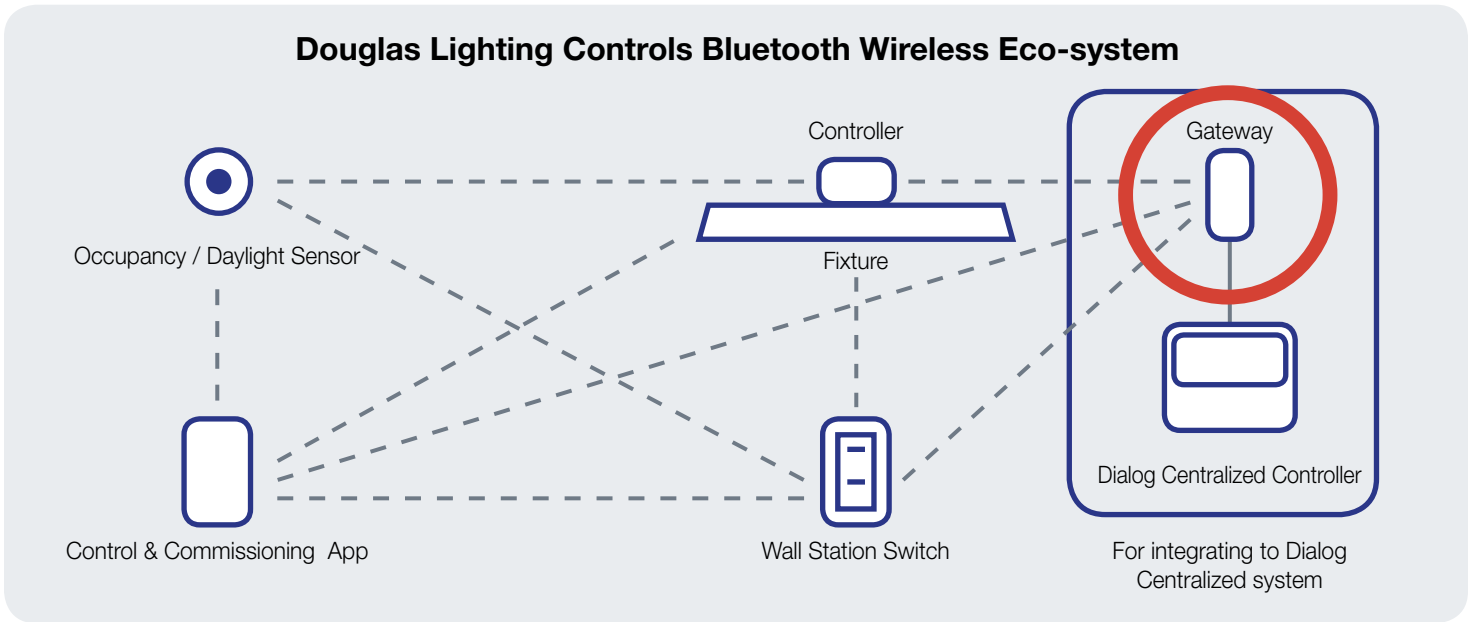 Douglas Lighting Controls Bluetooth Wireless Eco-system
Controller
Gateway
Occupancy / Daylight Sensor
Fixture
Dialog Centralized Controller
Control & Commissioning App
Wall Station Switch
For integrating to Dialog
Centralized system